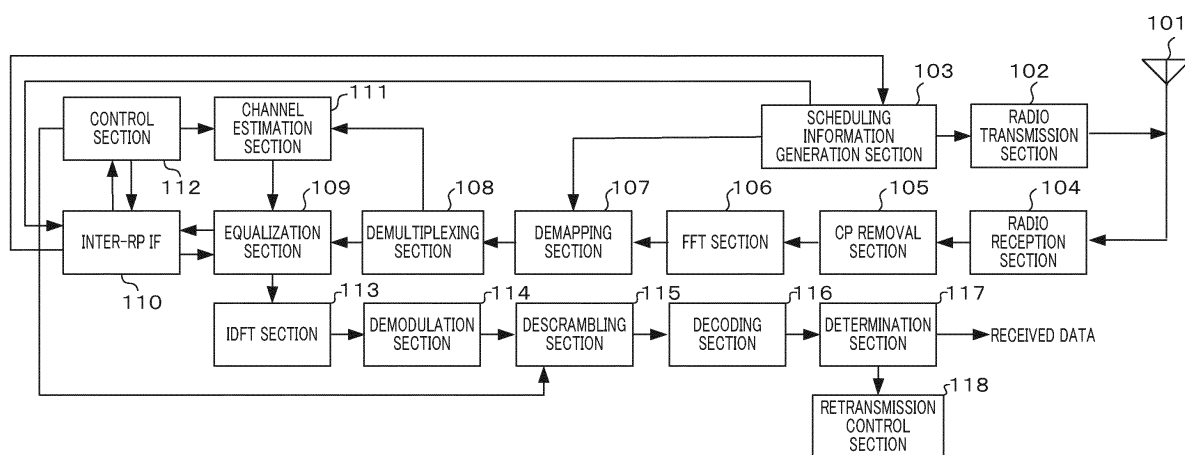 101
103
102
111
CONTROL
SECTION
CHANNEL
ESTIMATION
SECTION
SCHEDULING
INFORMATION
GENERATION SECTION
RADIO
TRANSMISSION
SECTION
112
109
108
107
106
105
104
INTER-RP IF
EQUALIZATION
SECTION
DEMULTIPLEXING
SECTION
DEMAPPING
SECTION
FFT SECTION
CP REMOVAL
SECTION
RADIO
RECEPTION
SECTION
110
113
114
115
116
117
IDFT SECTION
DEMODULATION
SECTION
DESCRAMBLING
SECTION
DECODING
SECTION
DETERMINATION
SECTION
RECEIVED DATA
118
RETRANSMISSION
CONTROL
SECTION